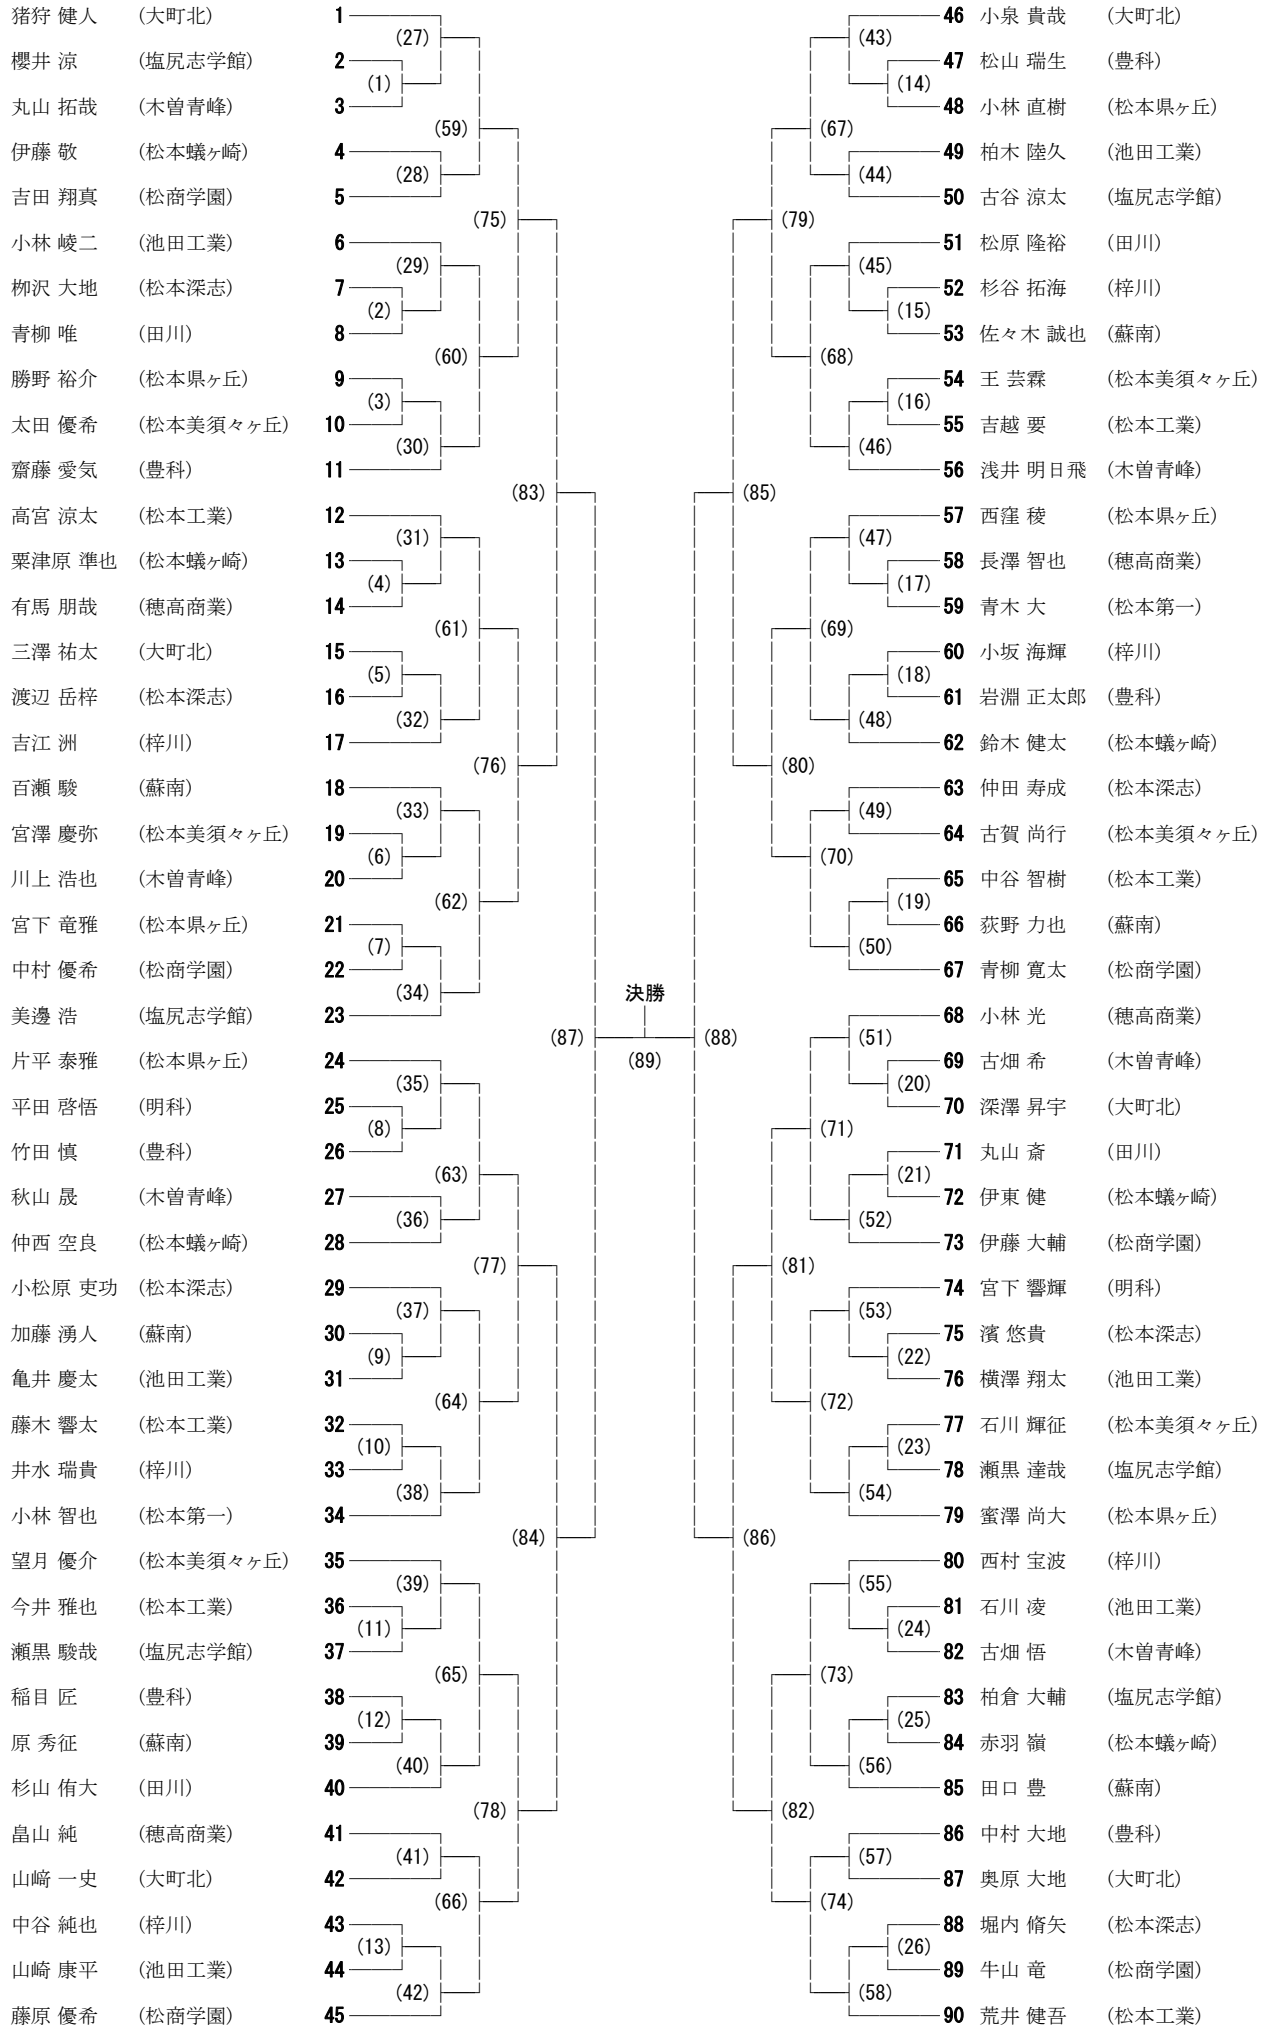 猪狩 健人 (大町北) 1
(27)
櫻井 涼 (塩尻志学館) 2
(1)
丸山 拓哉 (木曽青峰) 3
(59)
伊藤 敬 (松本蟻ヶ崎) 4
(28)
吉田 翔真 (松商学園) 5
(75)
小林 崚二 (池田工業) 6
(29)
栁沢 大地 (松本深志) 7
(2)
青柳 唯 (田川) 8
(60)
勝野 裕介 (松本県ヶ丘) 9
(3)
太田 優希 (松本美須々ヶ丘) 10
(30)
齋藤 愛気 (豊科) 11
(83)
高宮 涼太 (松本工業) 12
(31)
粟津原 準也 (松本蟻ヶ崎) 13
(4)
有馬 朋哉 (穂高商業) 14
(61)
三澤 祐太 (大町北) 15
(5)
渡辺 岳梓 (松本深志) 16
(32)
吉江 洲 (梓川) 17
(76)
百瀬 駿 (蘇南) 18
(33)
宮澤 慶弥 (松本美須々ヶ丘) 19
(6)
川上 浩也 (木曽青峰) 20
(62)
宮下 竜雅 (松本県ヶ丘) 21
(7)
中村 優希 (松商学園) 22
(34)
美邊 浩 (塩尻志学館) 23
(87)
片平 泰雅 (松本県ヶ丘) 24
(35)
平田 啓悟 (明科) 25
(8)
竹田 慎 (豊科) 26
(63)
秋山 晟 (木曽青峰) 27
(36)
仲西 空良 (松本蟻ヶ崎) 28
(77)
小松原 吏功 (松本深志) 29
(37)
加藤 湧人 (蘇南) 30
(9)
亀井 慶太 (池田工業) 31
(64)
藤木 響太 (松本工業) 32
(10)
井水 瑞貴 (梓川) 33
(38)
小林 智也 (松本第一) 34
(84)
望月 優介 (松本美須々ヶ丘) 35
(39)
今井 雅也 (松本工業) 36
(11)
瀬黒 駿哉 (塩尻志学館) 37
(65)
稲目 匠 (豊科) 38
(12)
原 秀征 (蘇南) 39
(40)
杉山 侑大 (田川) 40
(78)
畠山 純 (穂高商業) 41
(41)
山﨑 一史 (大町北) 42
(66)
中谷 純也 (梓川) 43
(13)
山崎 康平 (池田工業) 44
(42)
藤原 優希 (松商学園) 45
決勝
(89)
46 小泉 貴哉 (大町北)
(43)
47 松山 瑞生 (豊科)
(14)
48 小林 直樹 (松本県ヶ丘)
(67)
49 柏木 陸久 (池田工業)
(44)
50 古谷 涼太 (塩尻志学館)
(79)
51 松原 隆裕 (田川)
(45)
52 杉谷 拓海 (梓川)
(15)
53 佐々木 誠也 (蘇南)
(68)
54 王 芸霖 (松本美須々ヶ丘)
(16)
55 吉越 要 (松本工業)
(46)
56 浅井 明日飛 (木曽青峰)
(85)
57 西窪 稜 (松本県ヶ丘)
(47)
58 長澤 智也 (穂高商業)
(17)
59 青木 大 (松本第一)
(69)
60 小坂 海輝 (梓川)
(18)
61 岩淵 正太郎 (豊科)
(48)
62 鈴木 健太 (松本蟻ヶ崎)
(80)
63 仲田 寿成 (松本深志)
(49)
64 古賀 尚行 (松本美須々ヶ丘)
(70)
65 中谷 智樹 (松本工業)
(19)
66 荻野 力也 (蘇南)
(50)
67 青柳 寛太 (松商学園)
68 小林 光 (穂高商業)
(88)
(51)
69 古畑 希 (木曽青峰)
(20)
70 深澤 昇宇 (大町北)
(71)
71 丸山 斎 (田川)
(21)
72 伊東 健 (松本蟻ヶ崎)
(52)
73 伊藤 大輔 (松商学園)
(81)
74 宮下 響輝 (明科)
(53)
75 濱 悠貴 (松本深志)
(22)
76 横澤 翔太 (池田工業)
(72)
77 石川 輝征 (松本美須々ヶ丘)
(23)
78 瀬黒 達哉 (塩尻志学館)
(54)
79 蜜澤 尚大 (松本県ヶ丘)
(86)
80 西村 宝波 (梓川)
(55)
81 石川 凌 (池田工業)
(24)
82 古畑 悟 (木曽青峰)
(73)
83 柏倉 大輔 (塩尻志学館)
(25)
84 赤羽 嶺 (松本蟻ヶ崎)
(56)
85 田口 豊 (蘇南)
(82)
86 中村 大地 (豊科)
(57)
87 奥原 大地 (大町北)
(74)
88 堀内 脩矢 (松本深志)
(26)
89 牛山 竜 (松商学園)
(58)
90 荒井 健吾 (松本工業)